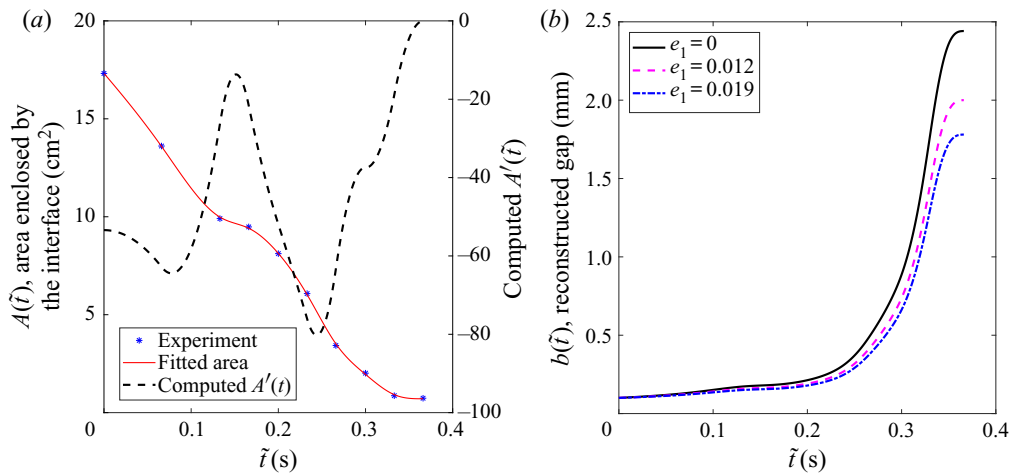 (a)
20
15
10
5
0
0.1
0.2
0.3
0.4
t̃ (s)
A(t̃), area enclosed by
the interface (cm²)
Experiment
Fitted area
Computed A′(t)
0
–20
–40
–60
–80
–100
Computed A′(t̃)
(b)
2.5
2.0
1.5
1.0
0.5
0
0.1
0.2
0.3
0.4
t̃ (s)
b(t̃), reconstructed gap (mm)
e₁ = 0
e₁ = 0.012
e₁ = 0.019